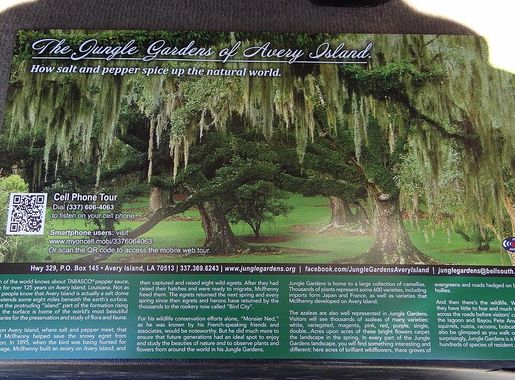 The Jungle Gardens of Avery Island.
How salt and pepper spice up the natural world.
Cell Phone Tour
Dial (337) 606-4063
to listen on your cell phone
Smartphone users: visit
www.myoncell.mobi/3376064063
Or scan the QR code to access the mobile web tour.
Hwy 329, P.O. Box 145 • Avery Island, LA 70513 | 337.369.6243 | www.junglegardens.org | facebook.com/JungleGardensAveryIsland | junglegardens@bellsouth.
of the world knows about TABASCO® pepper sauce,
for over 125 years on Avery Island, Louisiana. Not as
people know that Avery Island is actually a salt dome
extends some eight miles beneath the earth's surface
that the protruding "island" part of the formation rising
the surface is home of the world's most beautiful
for the preservation and study of flora and fauna.
on Avery Island, where salt and pepper meet, that
McIlhenny helped save the snowy egret from
In 1895, when the bird was being hunted for
McIlhenny built an aviary on Avery Island, and
then captured and raised eight wild egrets. After they had
raised their hatches and were ready to migrate, McIlhenny
freed them. The egrets returned the next spring and every
spring since then egrets and herons have returned by the
thousands to the rookery now called "Bird City".
For his wildlife conservation efforts alone, "Monsier Ned,"
as he was known by his French-speaking friends and
associates, would be noteworthy. But he did much more to
ensure that future generations had an ideal spot to enjoy
and study the beauties of nature and to observe plants and
flowers from around the world in his Jungle Gardens.
Jungle Gardens is home to a large collection of camellias.
Thousands of plants represent some 600 varieties, including
imports from Japan and France, as well as varieties that
McIlhenny developed on Avery Island.
The azaleas are also well represented in Jungle Gardens.
Visitors will see thousands of azaleas of many varieties:
white, variegated, magenta, pink, red, purple, single,
double...Acres upon acres of these bright flowers carpet
the landscape in the spring. In every part of the Jungle
Gardens landscape, you will find something interesting and
different: here acres of brilliant wildflowers, there groves of
evergreens and roads hedged on
hollies.
And then there's the wildlife.
they have little to fear and much to
across the roads before visitors'
the lagoon and Bayou Pete
squirrels, nutria, raccoons, bobcats
also be glimpsed as you walk
surprisingly, Jungle Gardens is a
hundreds of species of resident